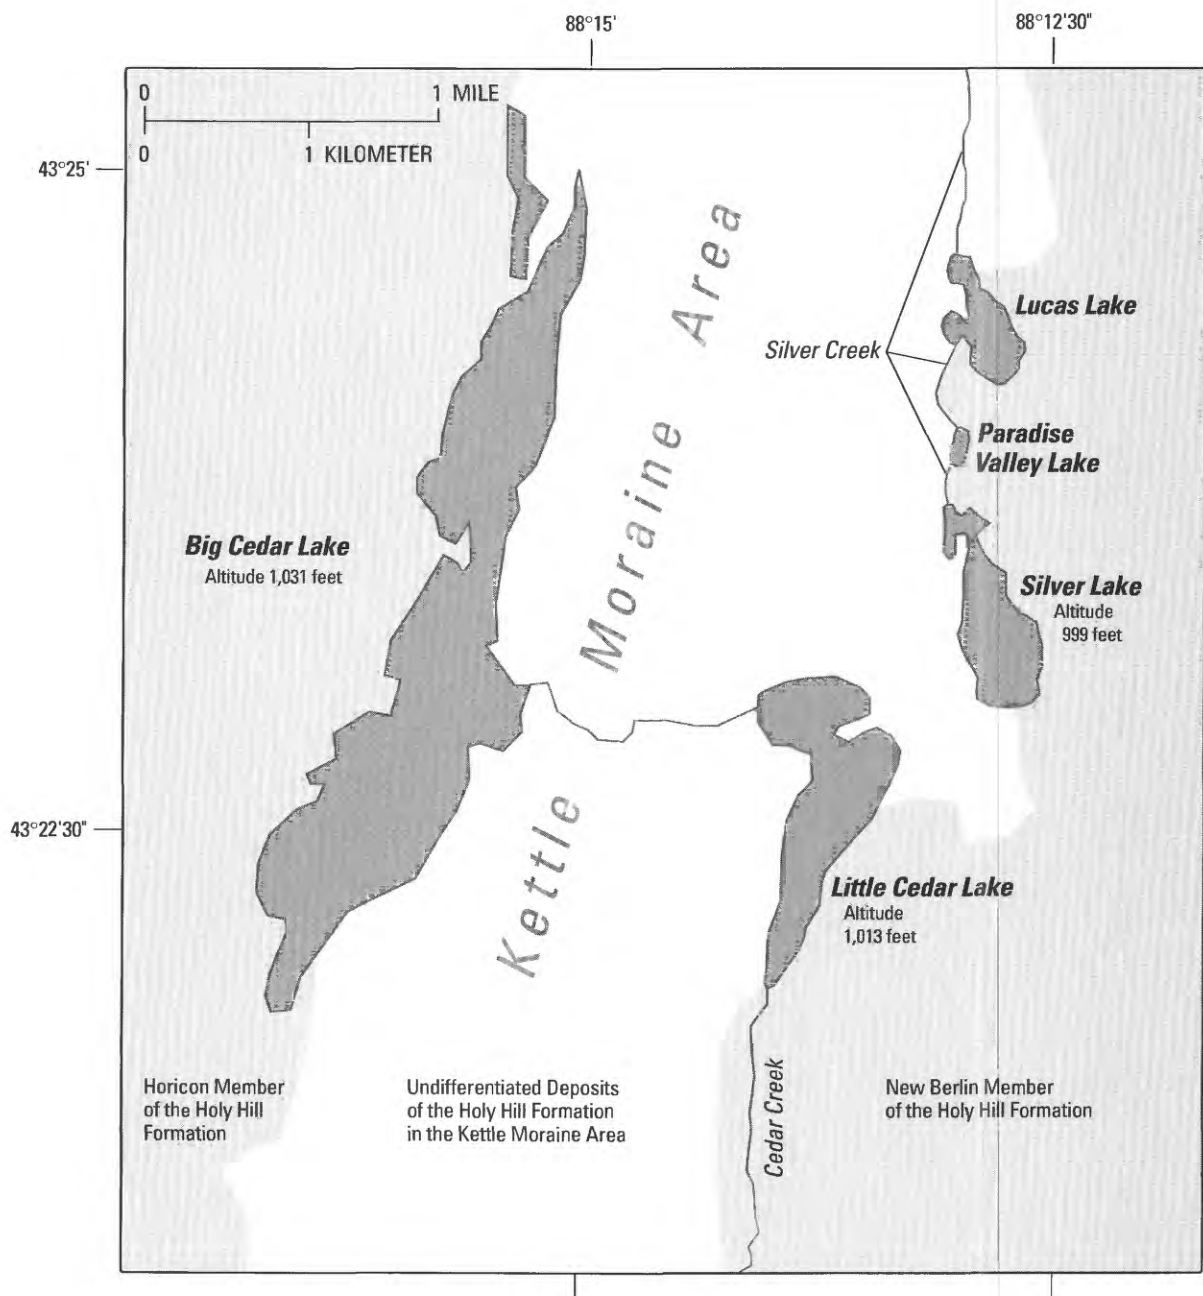 88°15'
88°12'30"
0 1 MILE
0 1 KILOMETER
43°25'
Kettle Moraine Area
Lucas Lake
Silver Creek
Paradise
Valley Lake
Big Cedar Lake
Altitude 1,031 feet
Silver Lake
Altitude
999 feet
43°22'30"
Little Cedar Lake
Altitude
1,013 feet
Cedar Creek
Horicon Member
of the Holy Hill
Formation
Undifferentiated Deposits
of the Holy Hill Formation
in the Kettle Moraine Area
New Berlin Member
of the Holy Hill Formation